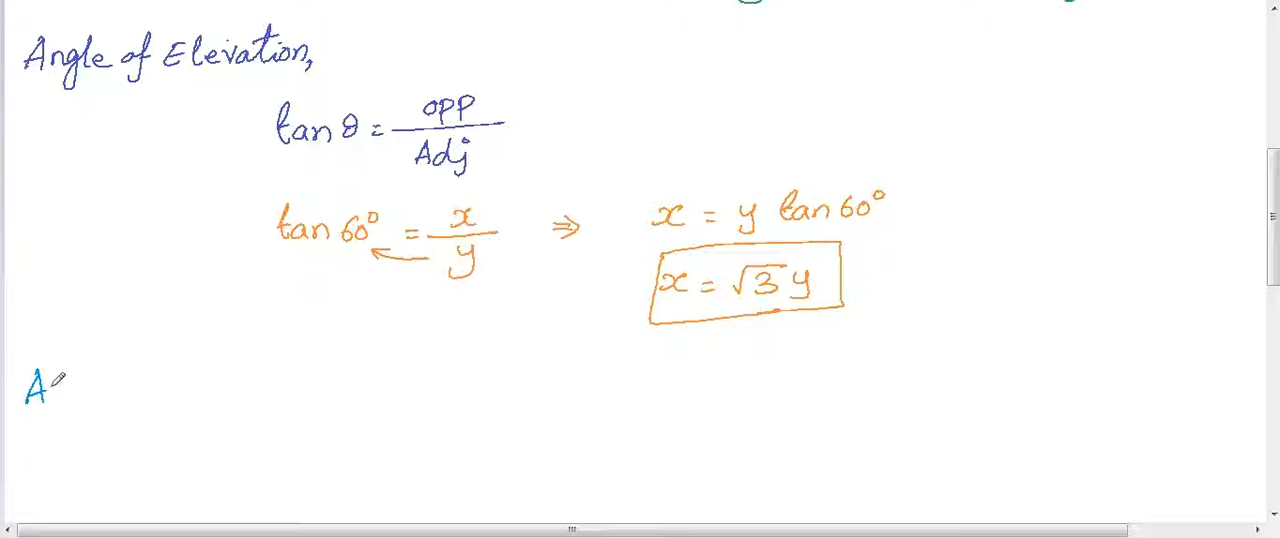 Angle of Elevation,
tan θ = opp / Adj
tan 60° = x / y ⇒ x = y tan 60°
x = √3 y
A